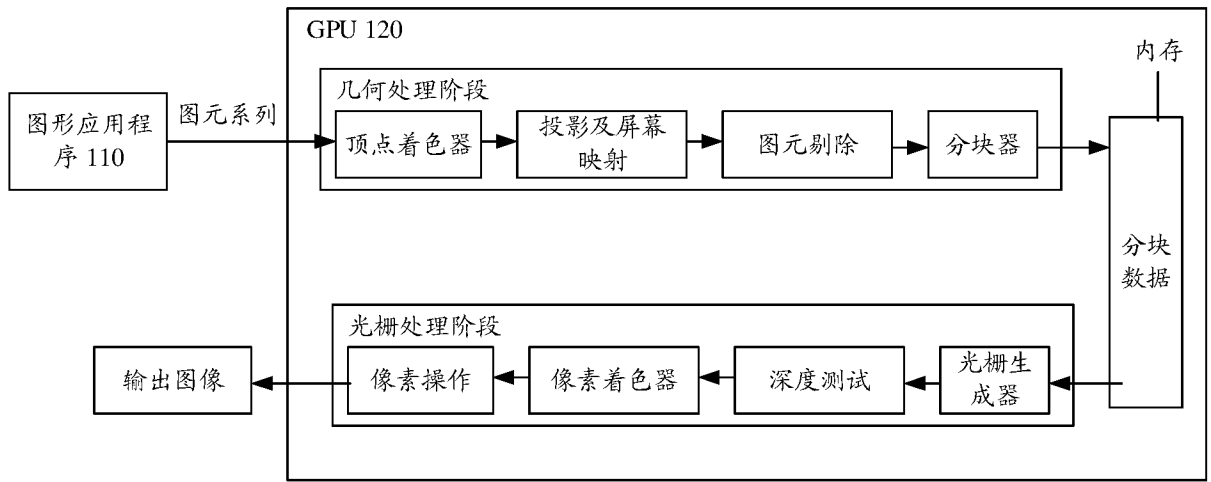 GPU 120
内存
几何处理阶段
图形应用程
序 110
图元系列
顶点着色器
投影及屏幕
映射
图元剔除
分块器
分块
数据
光栅处理阶段
输出图像
像素操作
像素着色器
深度测试
光栅生
成器